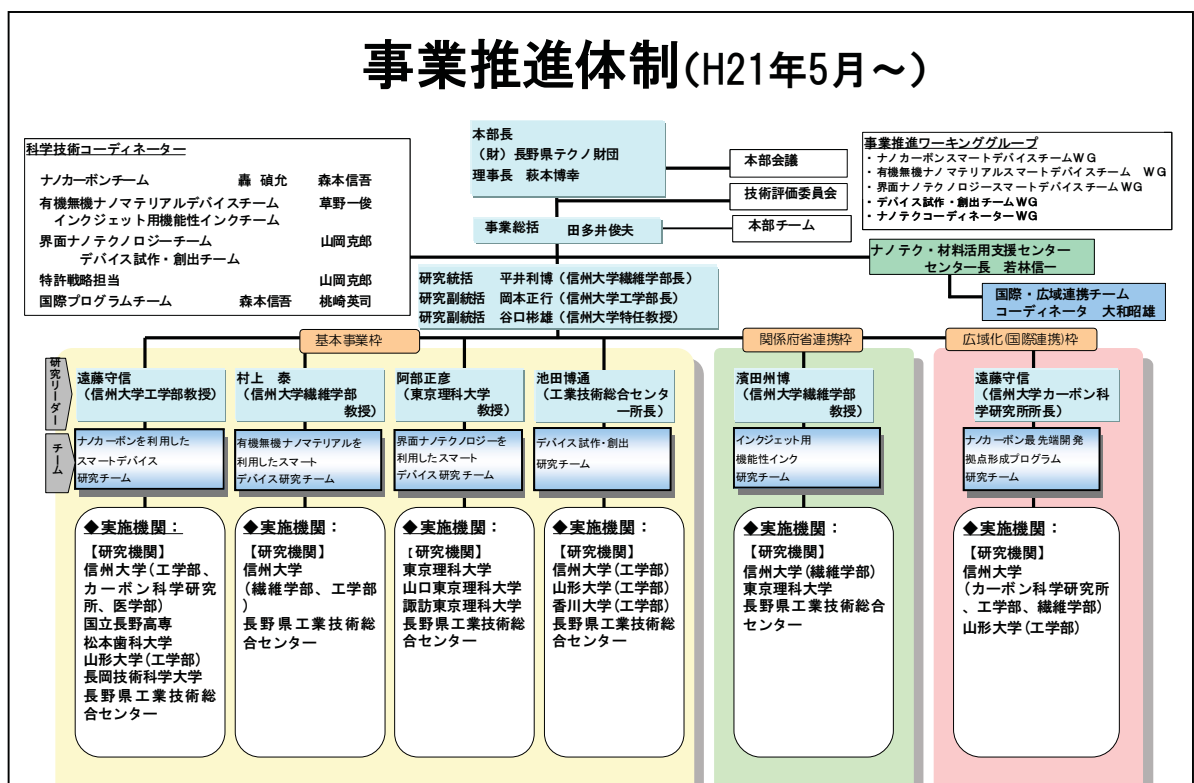 事業推進体制(H21年5月～)
科学技術コーディネーター
ナノカーボンチーム 轟 碩允 森本信吾
有機無機ナノマテリアルデバイスチーム 草野一俊
インクジェット用機能性インクチーム
界面ナノテクノロジーチーム 山岡克郎
デバイス試作・創出チーム
特許戦略担当 山岡克郎
国際プログラムチーム 森本信吾 桃崎英司
本部長
（財）長野県テクノ財団
理事長 萩本博幸
事業総括 田多井俊夫
本部会議
技術評価委員会
本部チーム
事業推進ワーキンググループ
・ナノカーボンスマートデバイスチームWG
・有機無機ナノマテリアルスマートデバイスチーム WG
・界面ナノテクノロジースマートデバイスチームWG
・デバイス試作・創出チームWG
・ナノテクコーディネーターWG
ナノテク・材料活用支援センター
センター長 若林信一
国際・広域連携チーム
コーディネータ 大和昭雄
研究統括 平井利博（信州大学繊維学部長）
研究副統括 岡本正行（信州大学工学部長）
研究副統括 谷口彬雄（信州大学特任教授）
基本事業枠
関係府省連携枠
広域化(国際連携)枠
研究リーダー
遠藤守信
（信州大学工学部教授）
村上 泰
（信州大学繊維学部
教授）
阿部正彦
（東京理科大学
教授）
池田博通
（工業技術総合センタ
ー所長）
濱田州博
（信州大学繊維学部
教授）
遠藤守信
（信州大学カーボン科
学研究所所長）
チーム
ナノカーボンを利用した
スマートデバイス
研究チーム
有機無機ナノマテリアルを
利用したスマート
デバイス研究チーム
界面ナノテクノロジーを
利用したスマート
デバイス研究チーム
デバイス試作・創出
研究チーム
インクジェット用
機能性インク
研究チーム
ナノカーボン最先端開発
拠点形成プログラム
研究チーム
◆実施機関：
【研究機関】
信州大学(工学部、
カーボン科学研究
所、医学部）
国立長野高専
松本歯科大学
山形大学(工学部）
長岡技術科学大学
長野県工業技術総
合センター
◆実施機関：
【研究機関】
信州大学
（繊維学部、工学部
）
長野県工業技術総
合センター
◆実施機関：
【研究機関】
東京理科大学
山口東京理科大学
諏訪東京理科大学
長野県工業技術総
合センター
◆実施機関：
【研究機関】
信州大学(工学部)
山形大学(工学部)
香川大学(工学部)
長野県工業技術総
合センター
◆実施機関：
【研究機関】
信州大学(繊維学部)
東京理科大学
長野県工業技術総合
センター
◆実施機関：
【研究機関】
信州大学
（カーボン科学研究所
、工学部、繊維学部）
山形大学(工学部)